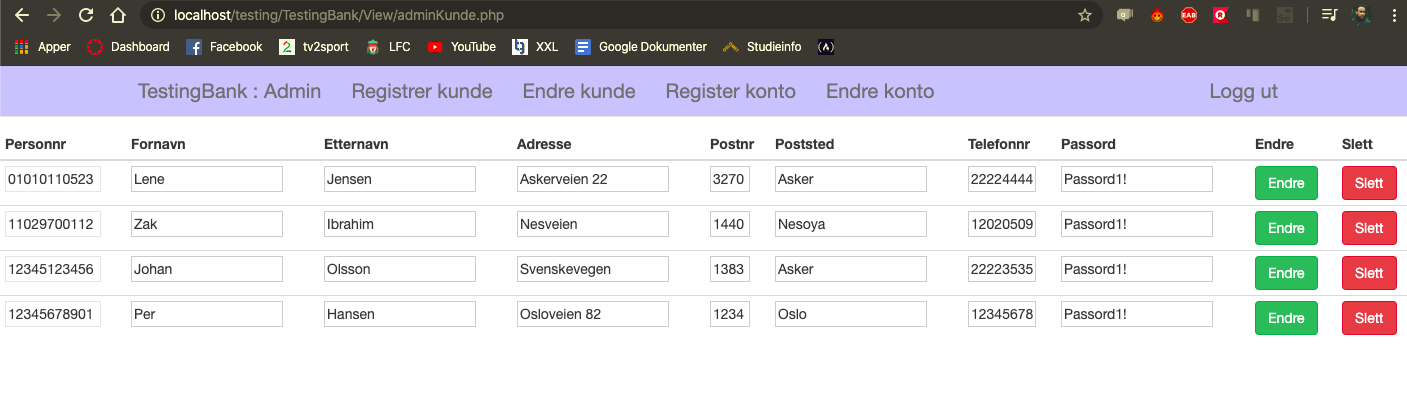 localhost/testing/TestingBank/View/adminKunde.php
Apper Dashboard Facebook tv2sport LFC YouTube XXL Google Dokumenter Studieinfo
TestingBank : Admin Registrer kunde Endre kunde Register konto Endre konto Logg ut
Personnr Fornavn Etternavn Adresse Postnr Poststed Telefonnr Passord Endre Slett
01010110523 Lene Jensen Askerveien 22 3270 Asker 22224444 Passord1! Endre Slett
11029700112 Zak Ibrahim Nesveien 1440 Nesoya 12020509 Passord1! Endre Slett
12345123456 Johan Olsson Svenskevegen 1383 Asker 22223535 Passord1! Endre Slett
12345678901 Per Hansen Osloveien 82 1234 Oslo 12345678 Passord1! Endre Slett